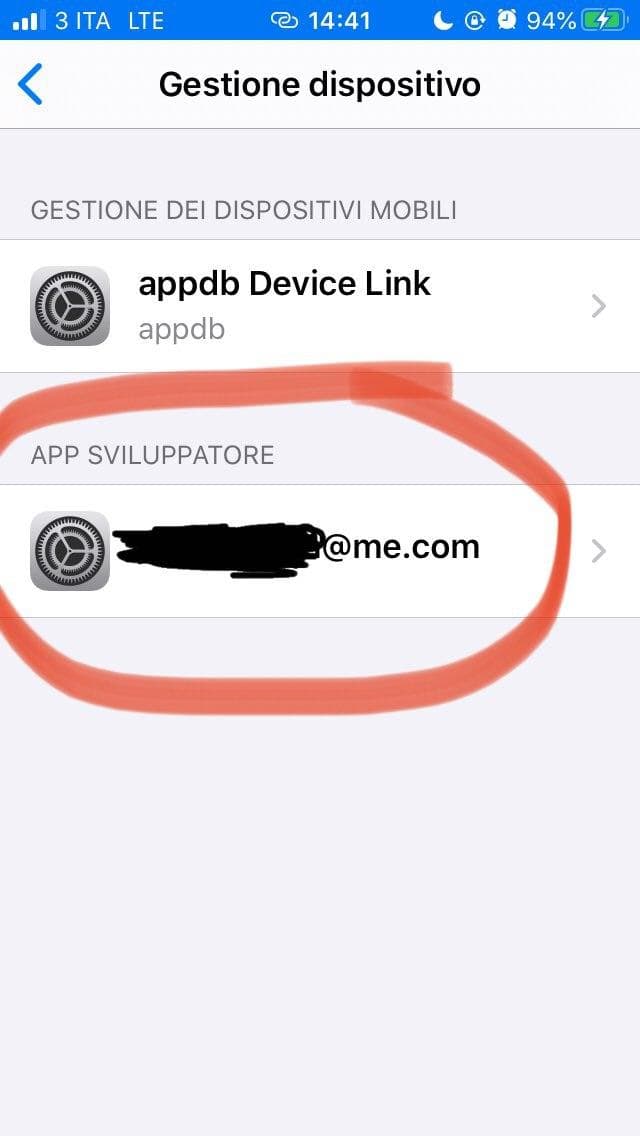 3 ITA LTE 14:41 94%
Gestione dispositivo
GESTIONE DEI DISPOSITIVI MOBILI
appdb Device Link
appdb
APP SVILUPPATORE
@me.com